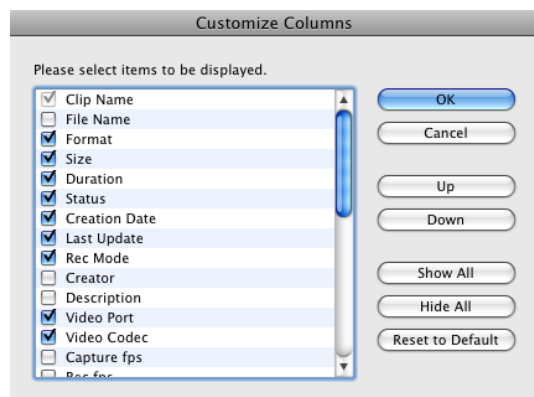 Customize Columns
Please select items to be displayed.
Clip Name
File Name
Format
Size
Duration
Status
Creation Date
Last Update
Rec Mode
Creator
Description
Video Port
Video Codec
Capture fps
Rec fps
OK
Cancel
Up
Down
Show All
Hide All
Reset to Default